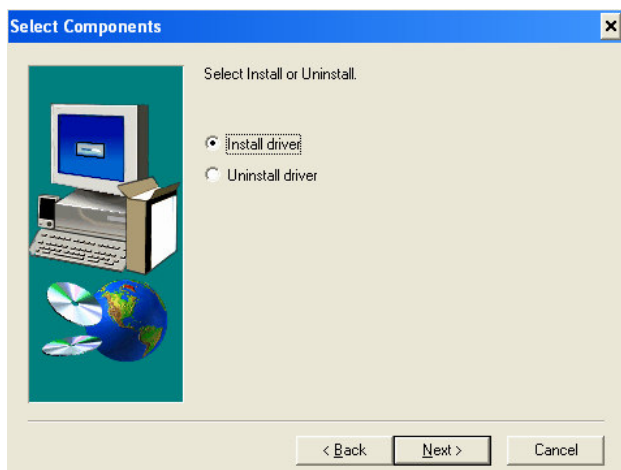 Select Components
Select Install or Uninstall.
Install driver
Uninstall driver
< Back
Next >
Cancel